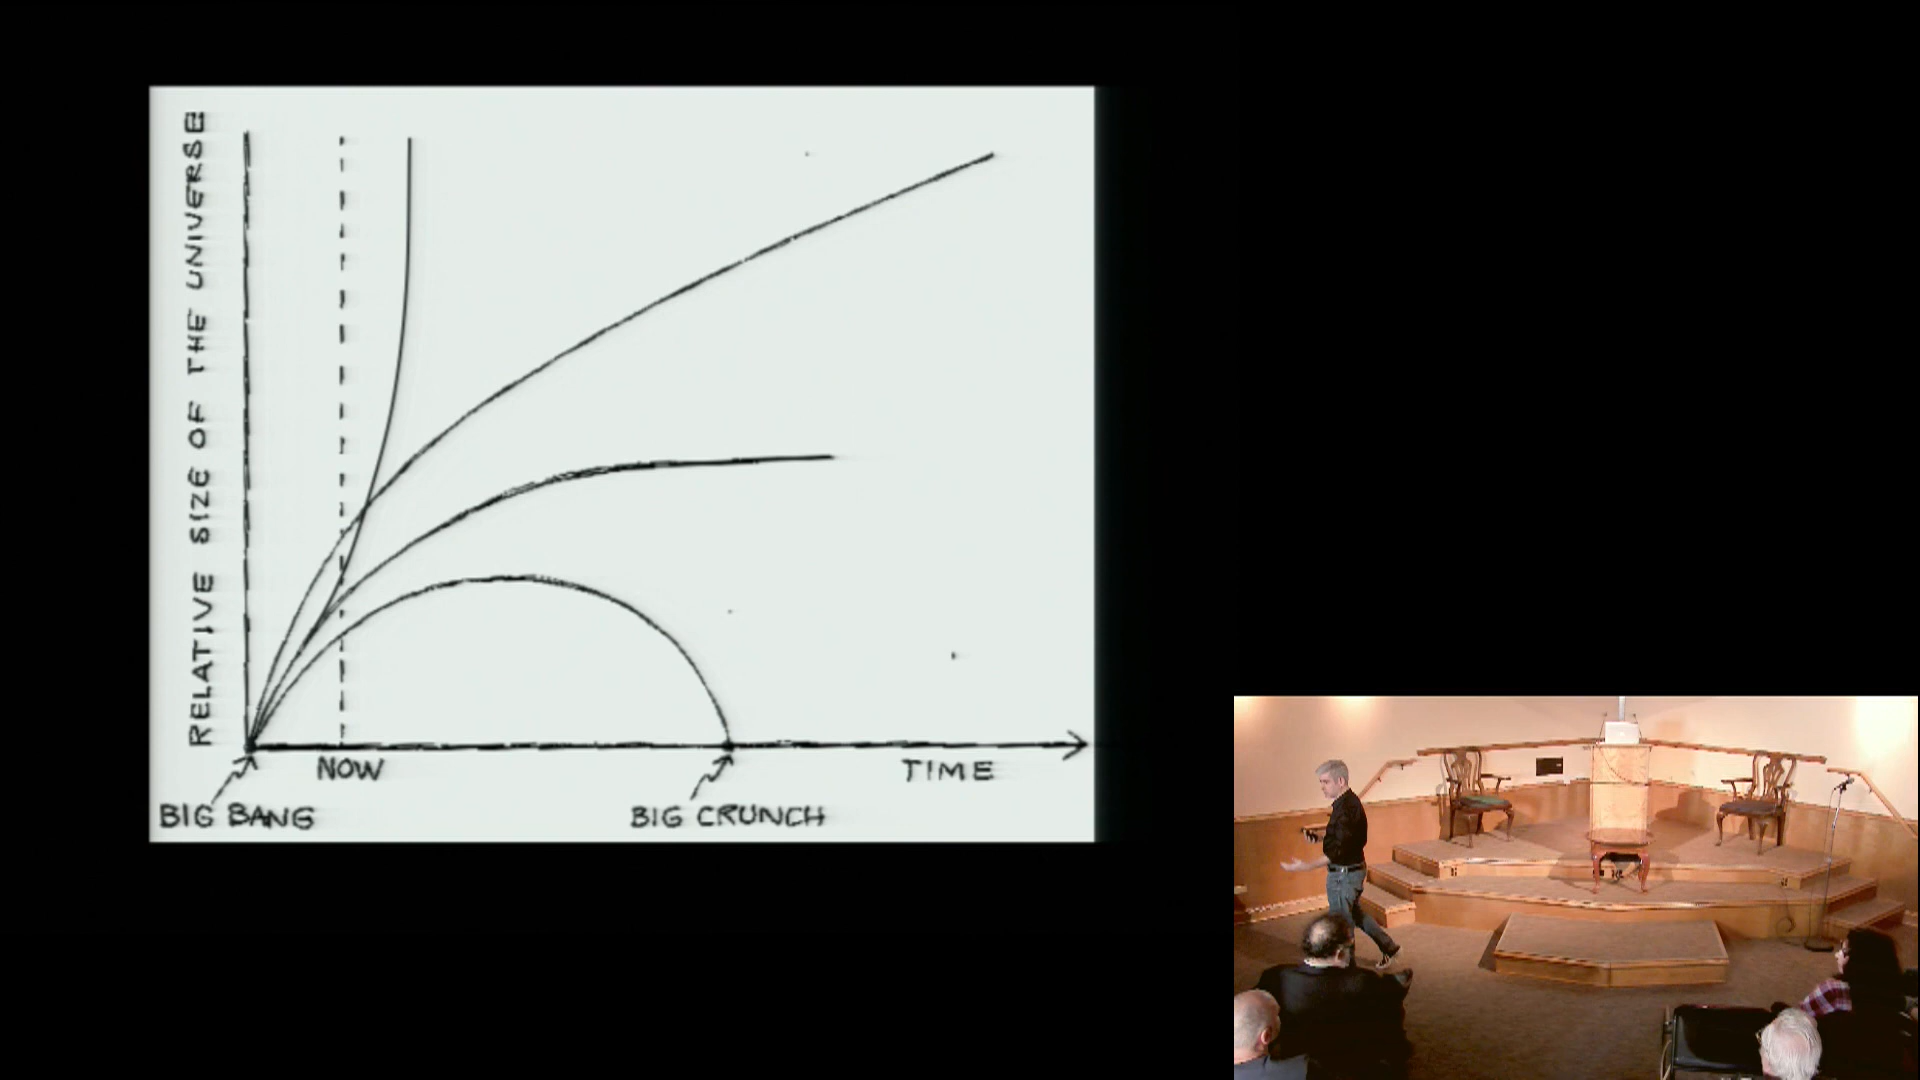 RELATIVE SIZE OF THE UNIVERSE
NOW
TIME
BIG BANG
BIG CRUNCH